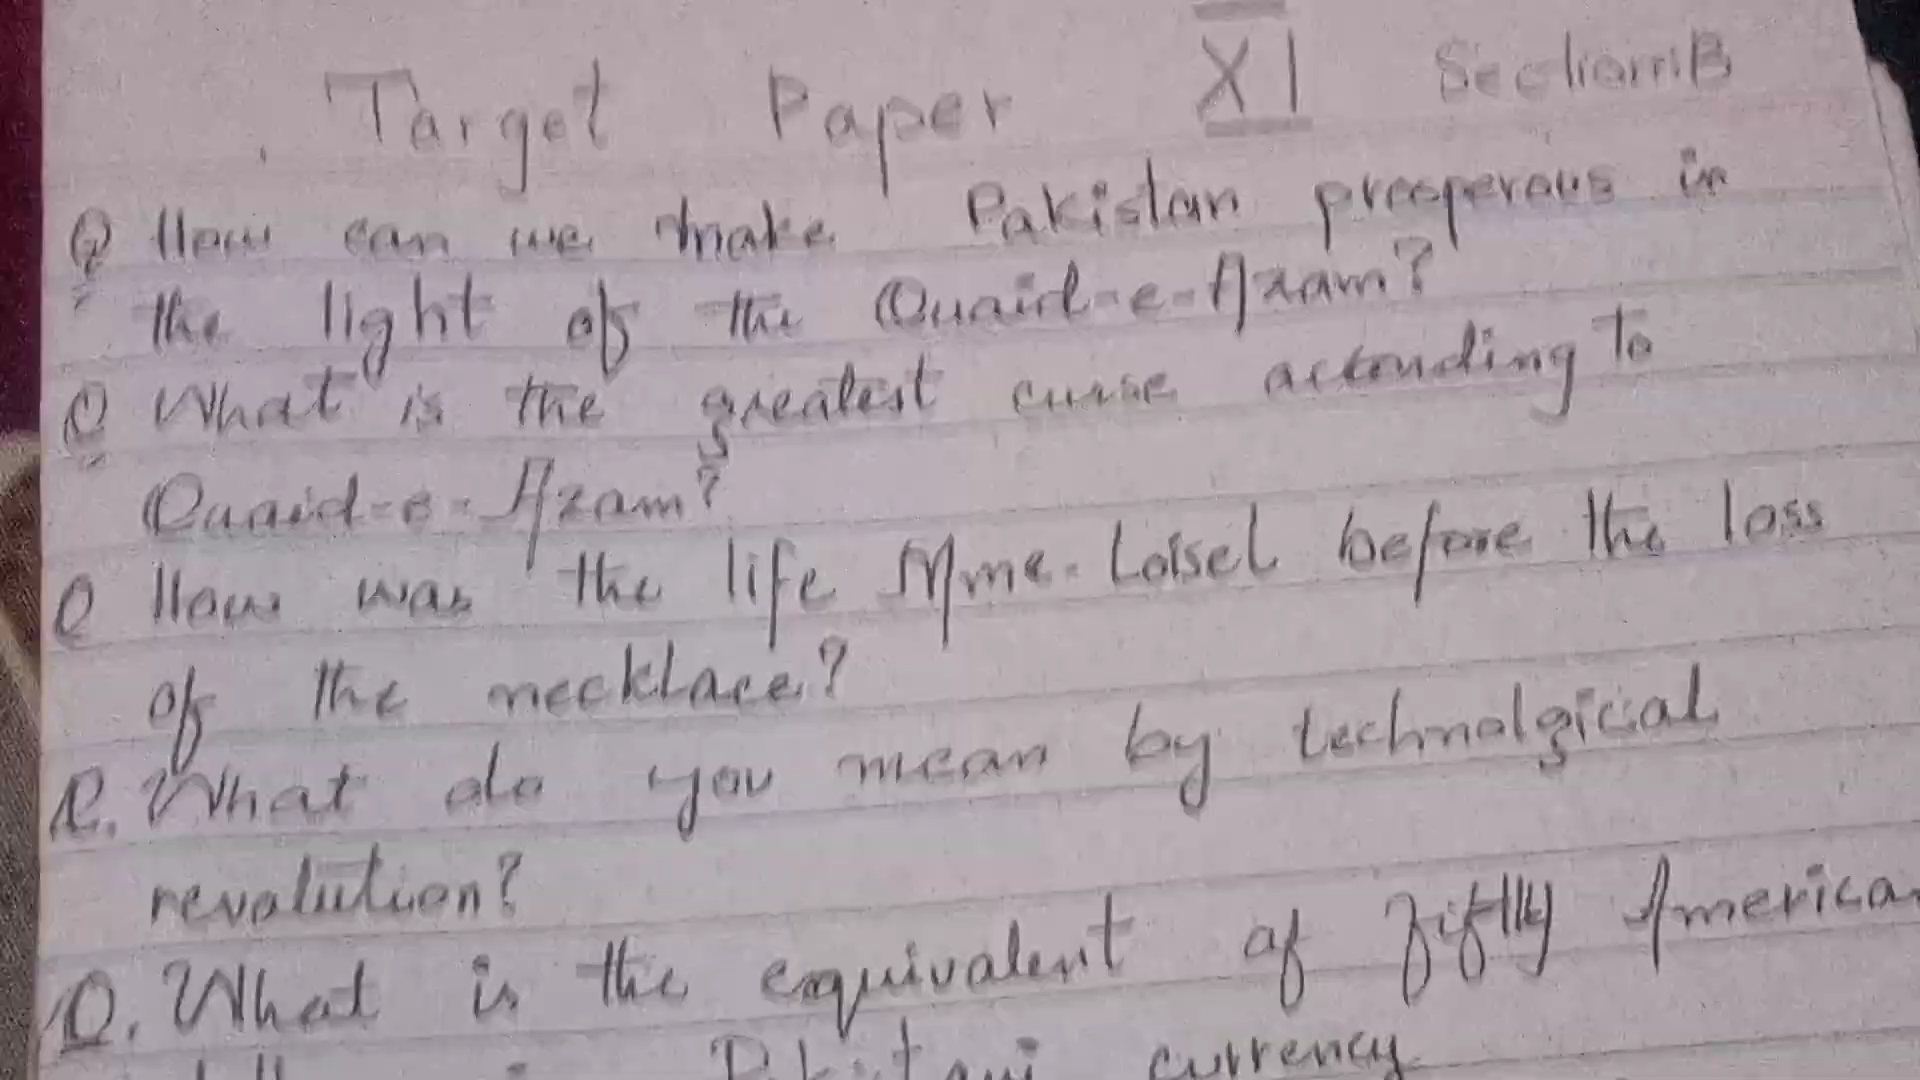 Target Paper XI Section:B
Q How can we make Pakistan prosperous in
the light of the Quaid-e-Azam?
Q What is the greatest curse according to
Quaid-e-Azam?
Q How was the life Mme. Loisel before the loss
of the necklace?
Q. What do you mean by technolgical
revolution?
Q. What is the equivalent of American
Pakistani currency